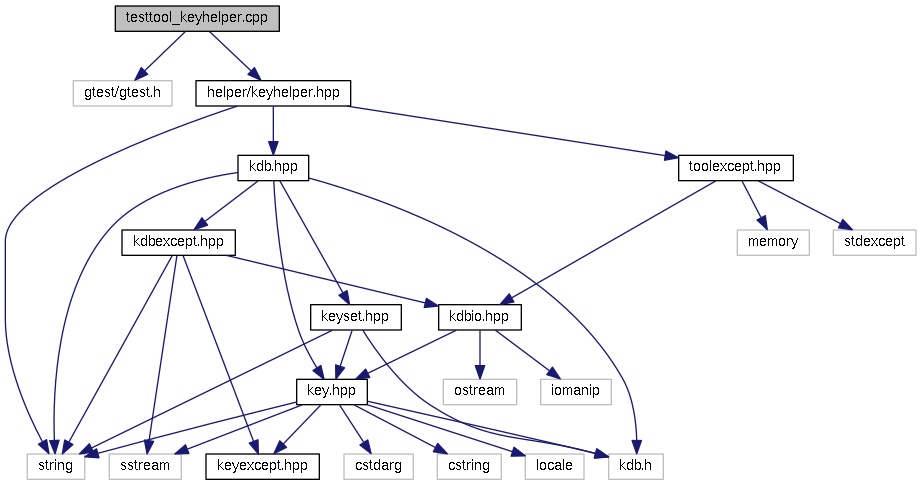 testtool_keyhelper.cpp
gtest/gtest.h
helper/keyhelper.hpp
kdb.hpp
toolexcept.hpp
kdbexcept.hpp
memory
stdexcept
keyset.hpp
kdbio.hpp
key.hpp
ostream
iomanip
string
sstream
keyexcept.hpp
cstdarg
cstring
locale
kdb.h